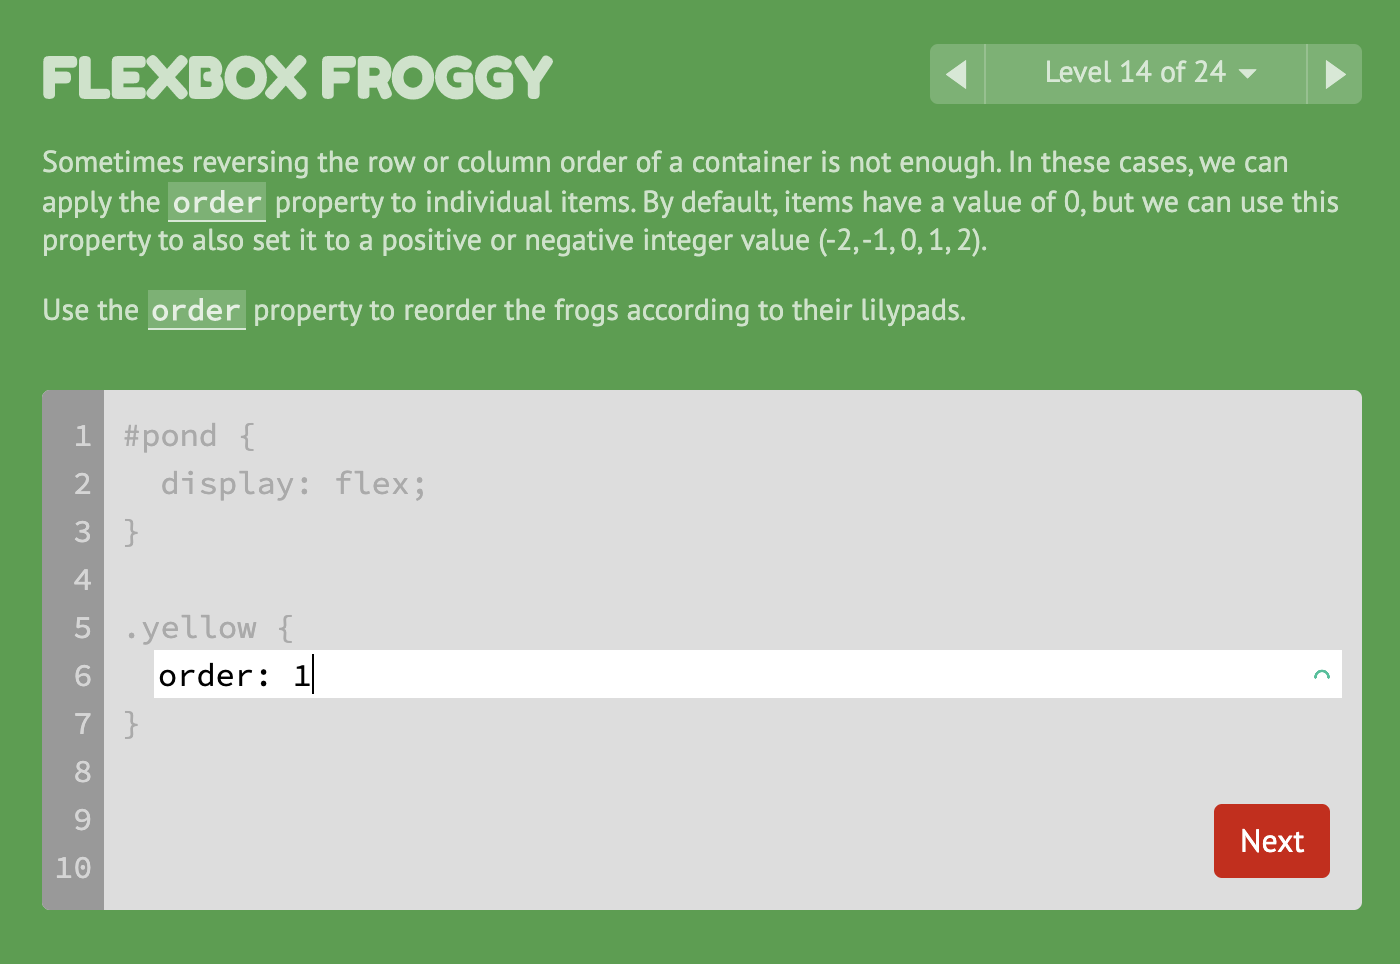 FLEXBOX FROGGY
Level 14 of 24
Sometimes reversing the row or column order of a container is not enough. In these cases, we can
apply the order property to individual items. By default, items have a value of 0, but we can use this
property to also set it to a positive or negative integer value (-2, -1, 0, 1, 2).
Use the order property to reorder the frogs according to their lilypads.
1 #pond {
2   display: flex;
3 }
4
5 .yellow {
6   order: 1
7 }
8
9
10
Next